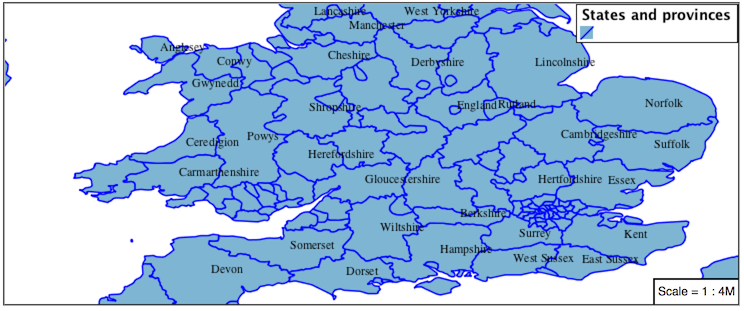 Lancashire
West Yorkshire
States and provinces
Manchester
Anglesey
Conwy
Cheshire
Derbyshire
Lincolnshire
Gwynedd
Shropshire
England
Rutland
Norfolk
Ceredigion
Powys
Cambridgeshire
Suffolk
Herefordshire
Carmarthenshire
Gloucestershire
Hertfordshire
Essex
Berkshire
Wiltshire
Surrey
Kent
Somerset
Hampshire
West Sussex
East Sussex
Devon
Dorset
Scale = 1 : 4M